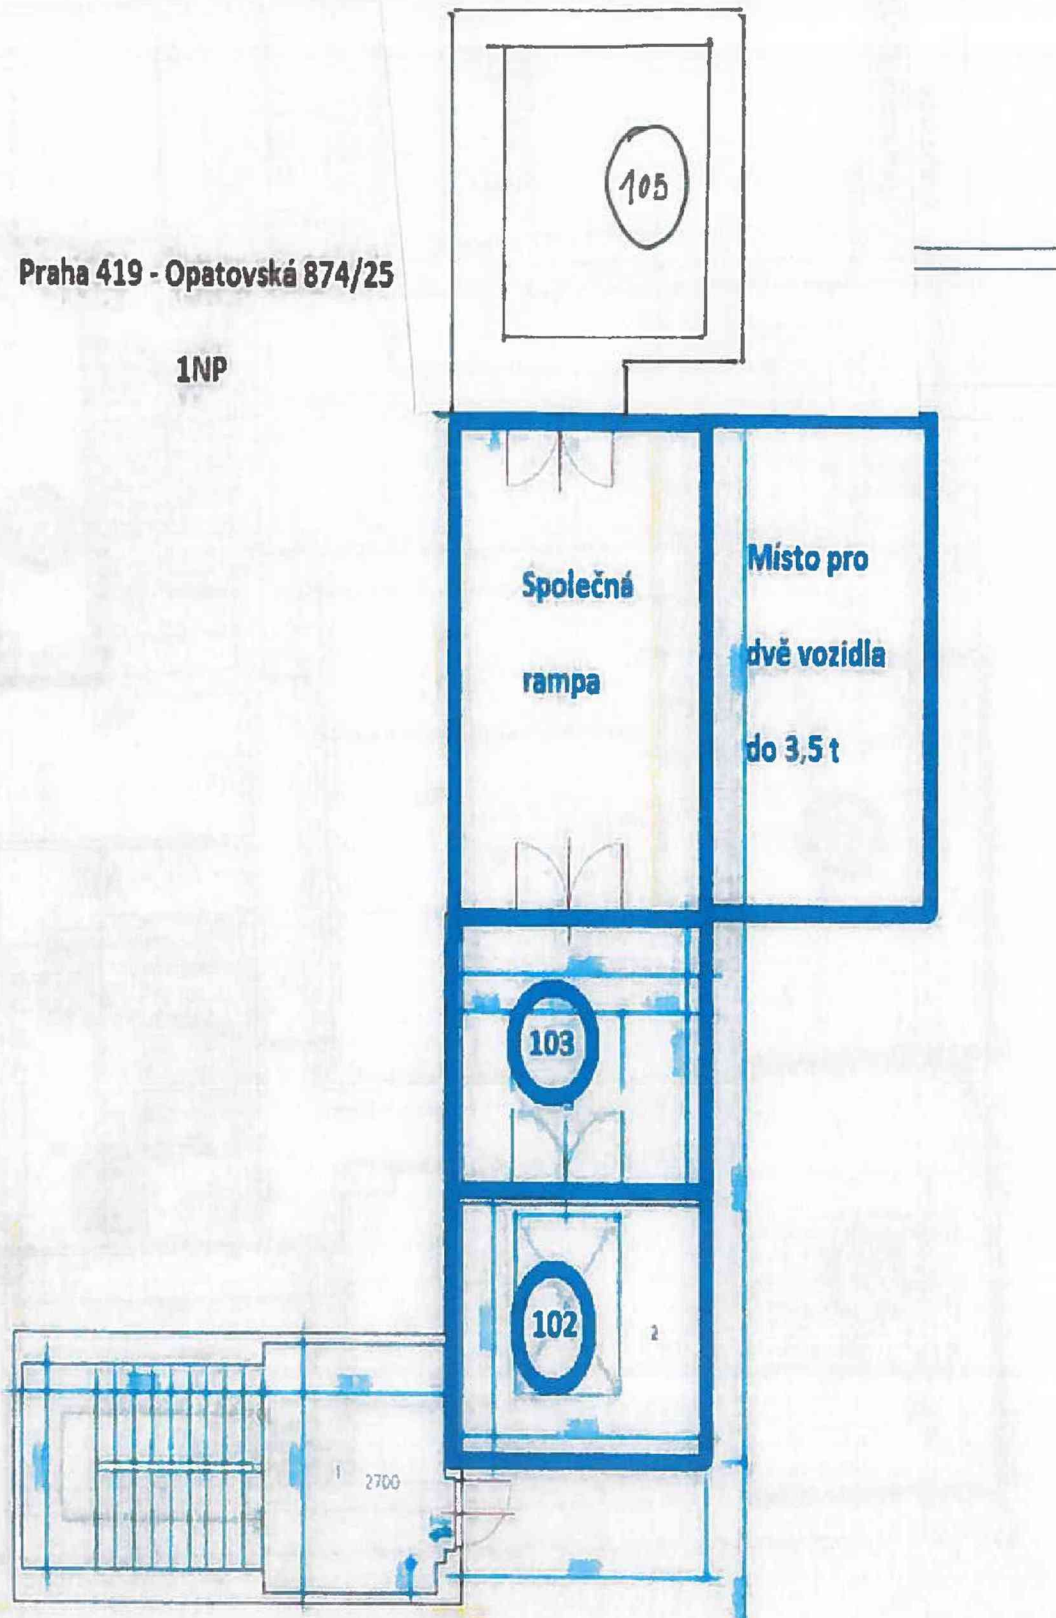 105
Praha 419 - Opatovská 874/25
1NP
Společná
rampa
Místo pro
dvě vozidla
do 3,5 t
103
102
2
1
2700